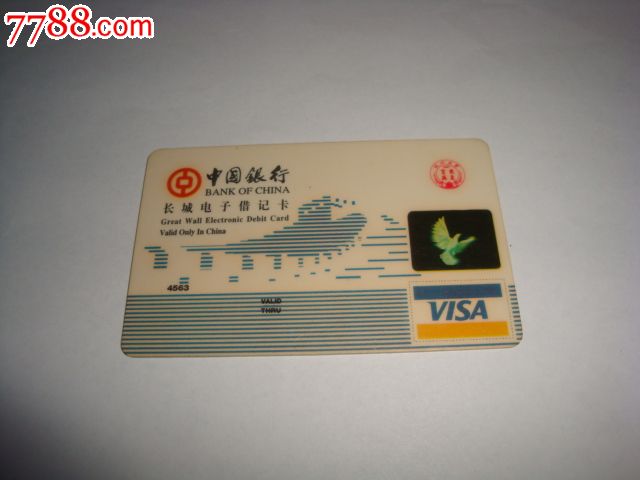 7788.com
中国银行
BANK OF CHINA
长城电子借记卡
Great Wall Electronic Debit Card
Valid Only In China
4563
VALID
THRU
VISA